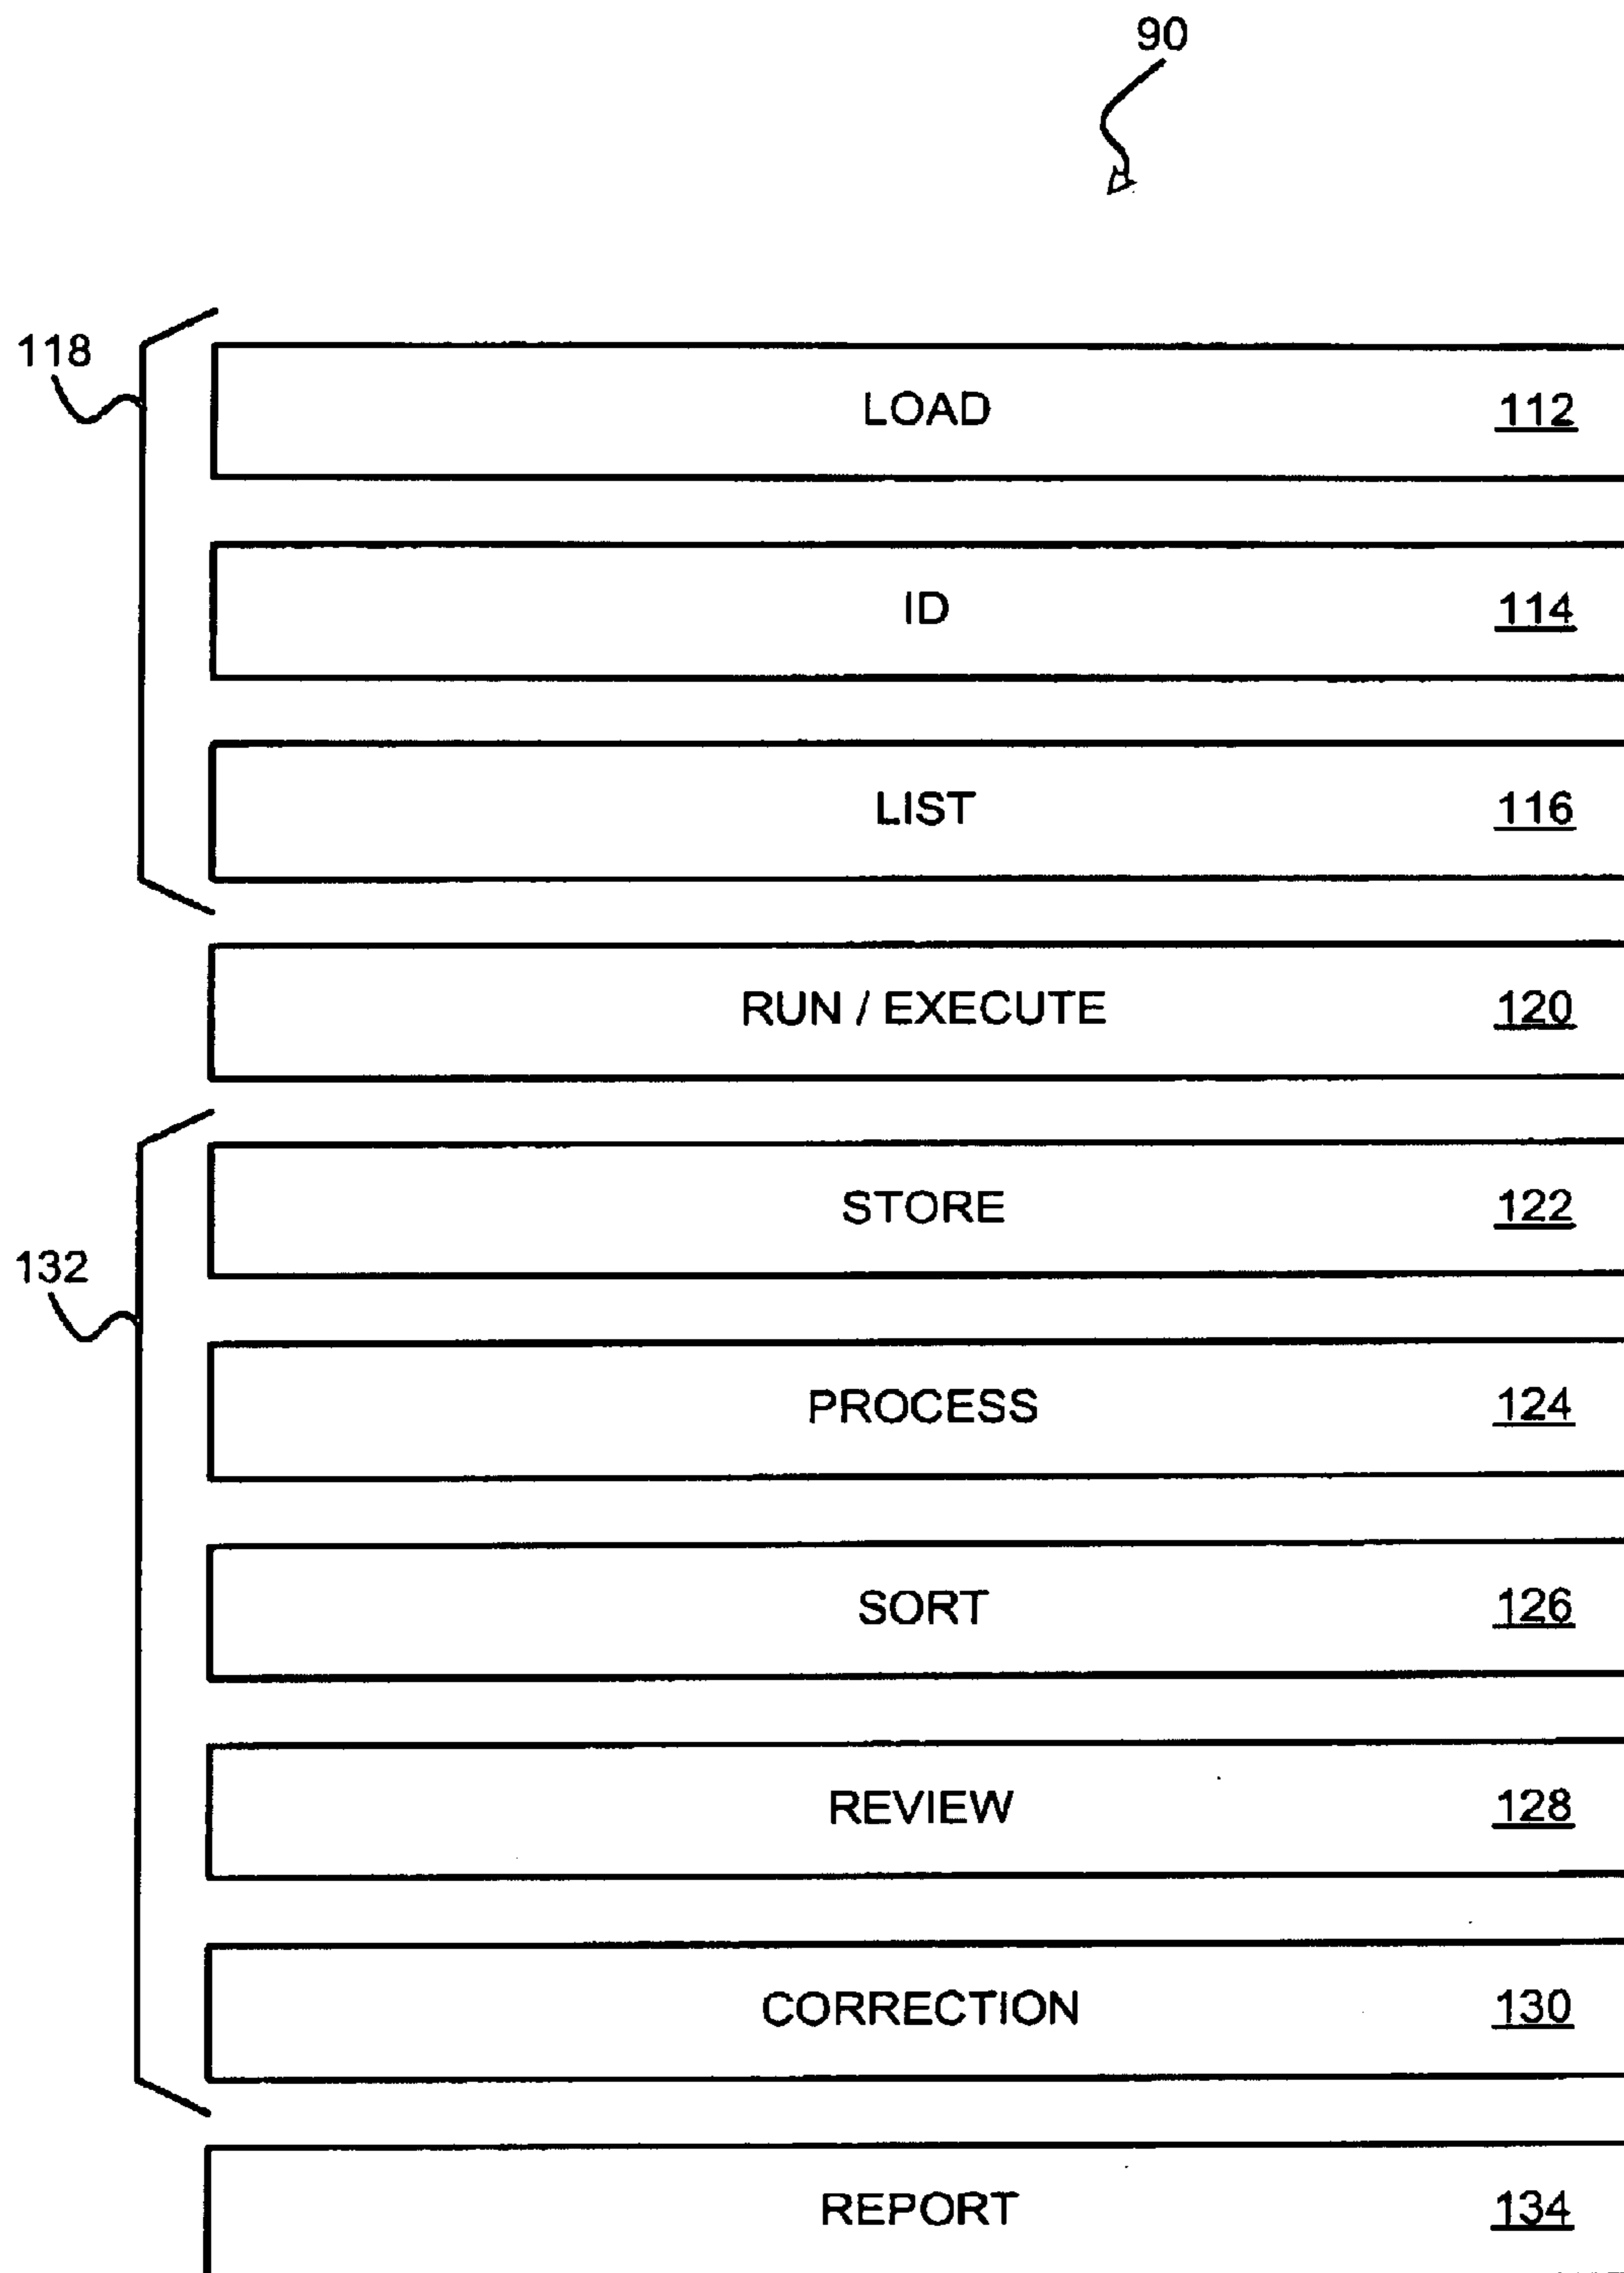 90
118
LOAD 112
ID 114
LIST 116
RUN / EXECUTE 120
STORE 122
132
PROCESS 124
SORT 126
REVIEW 128
CORRECTION 130
REPORT 134